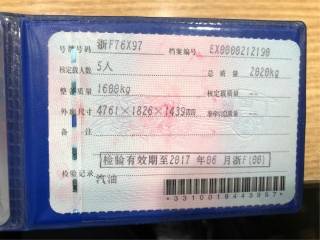 号牌号码 浙F76X97 档案编号 EX0000212190
核定载人数 5人 总质量 2020kg
整备质量 1600kg 核定载质量
外廓尺寸 4761×1826×1439mm 准牵引总质量
备注
检验有效期至2017年06月浙F(00)
检验记录 汽油